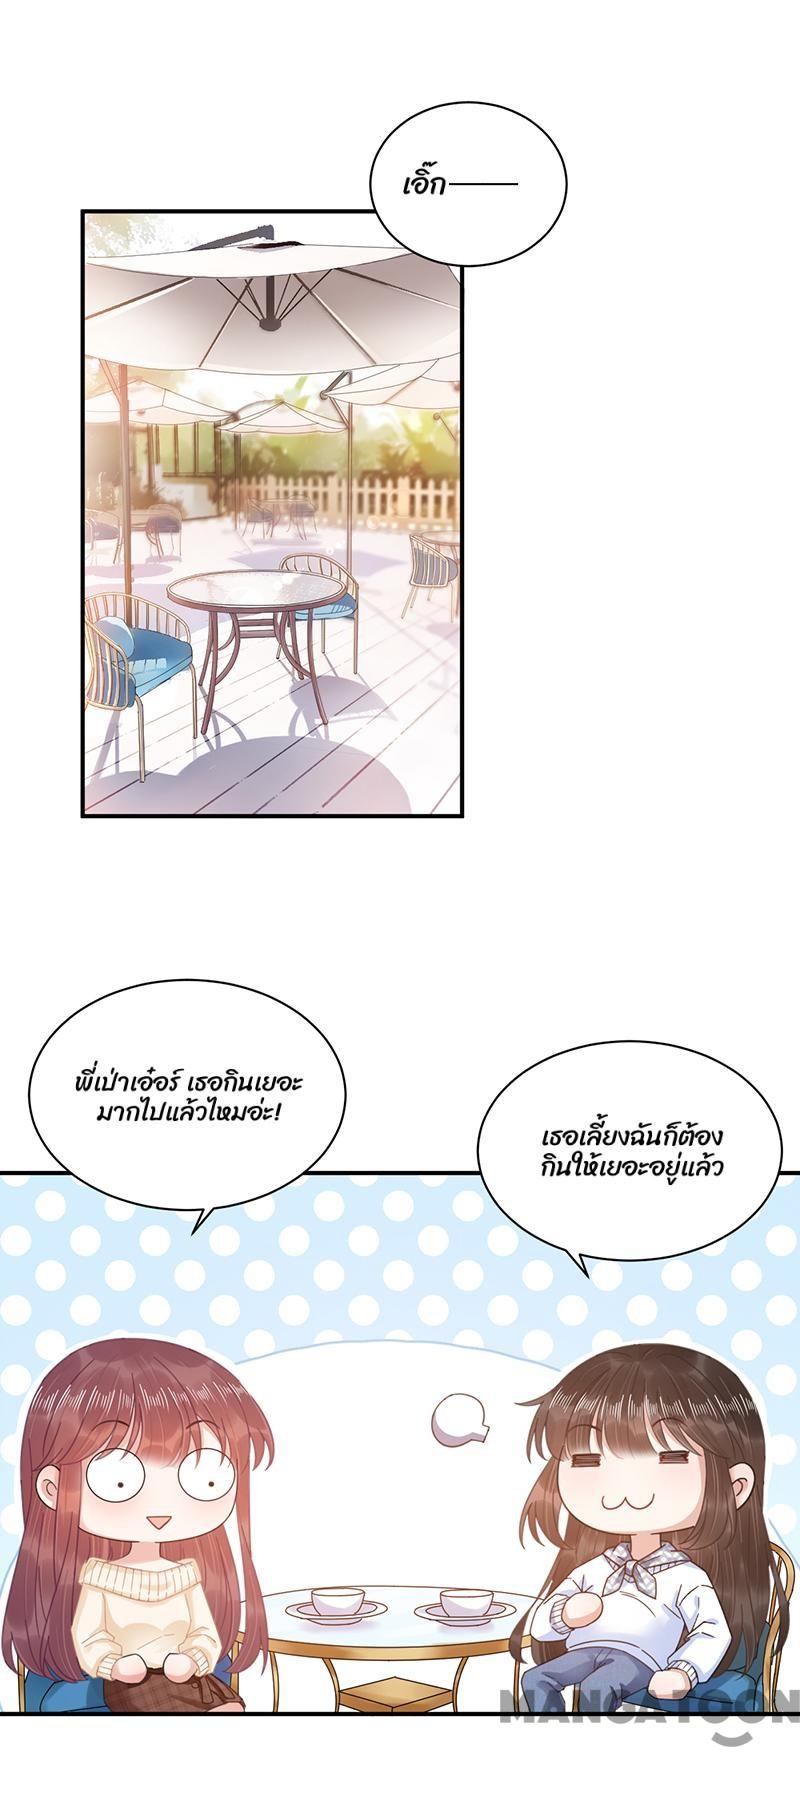 เอิ๊ก——
พี่เป่าเอ๋อร์ เธอกินเยอะ
มากไปแล้วไหมอ่ะ!
เธอเลี้ยงฉันก็ต้อง
กินให้เยอะอยู่แล้ว
MANGATOON